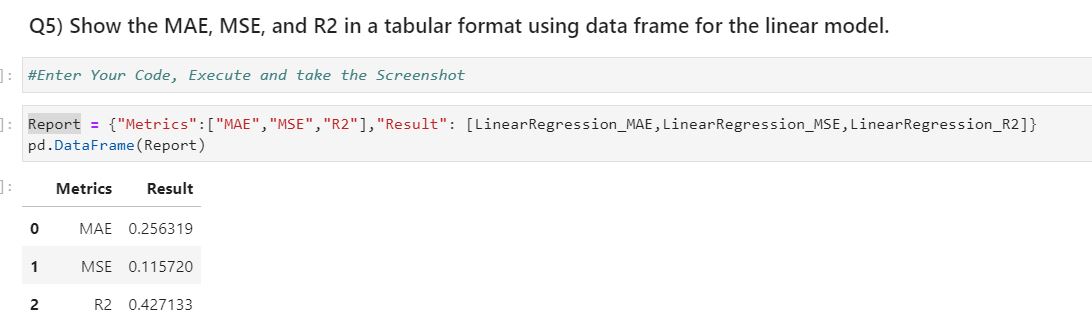 Q5) Show the MAE, MSE, and R2 in a tabular format using data frame for the linear model.
]: #Enter Your Code, Execute and take the Screenshot
]: Report = {"Metrics":["MAE","MSE","R2"],"Result": [LinearRegression_MAE,LinearRegression_MSE,LinearRegression_R2]}
pd.DataFrame(Report)
]: Metrics Result
0 MAE 0.256319
1 MSE 0.115720
2 R2 0.427133